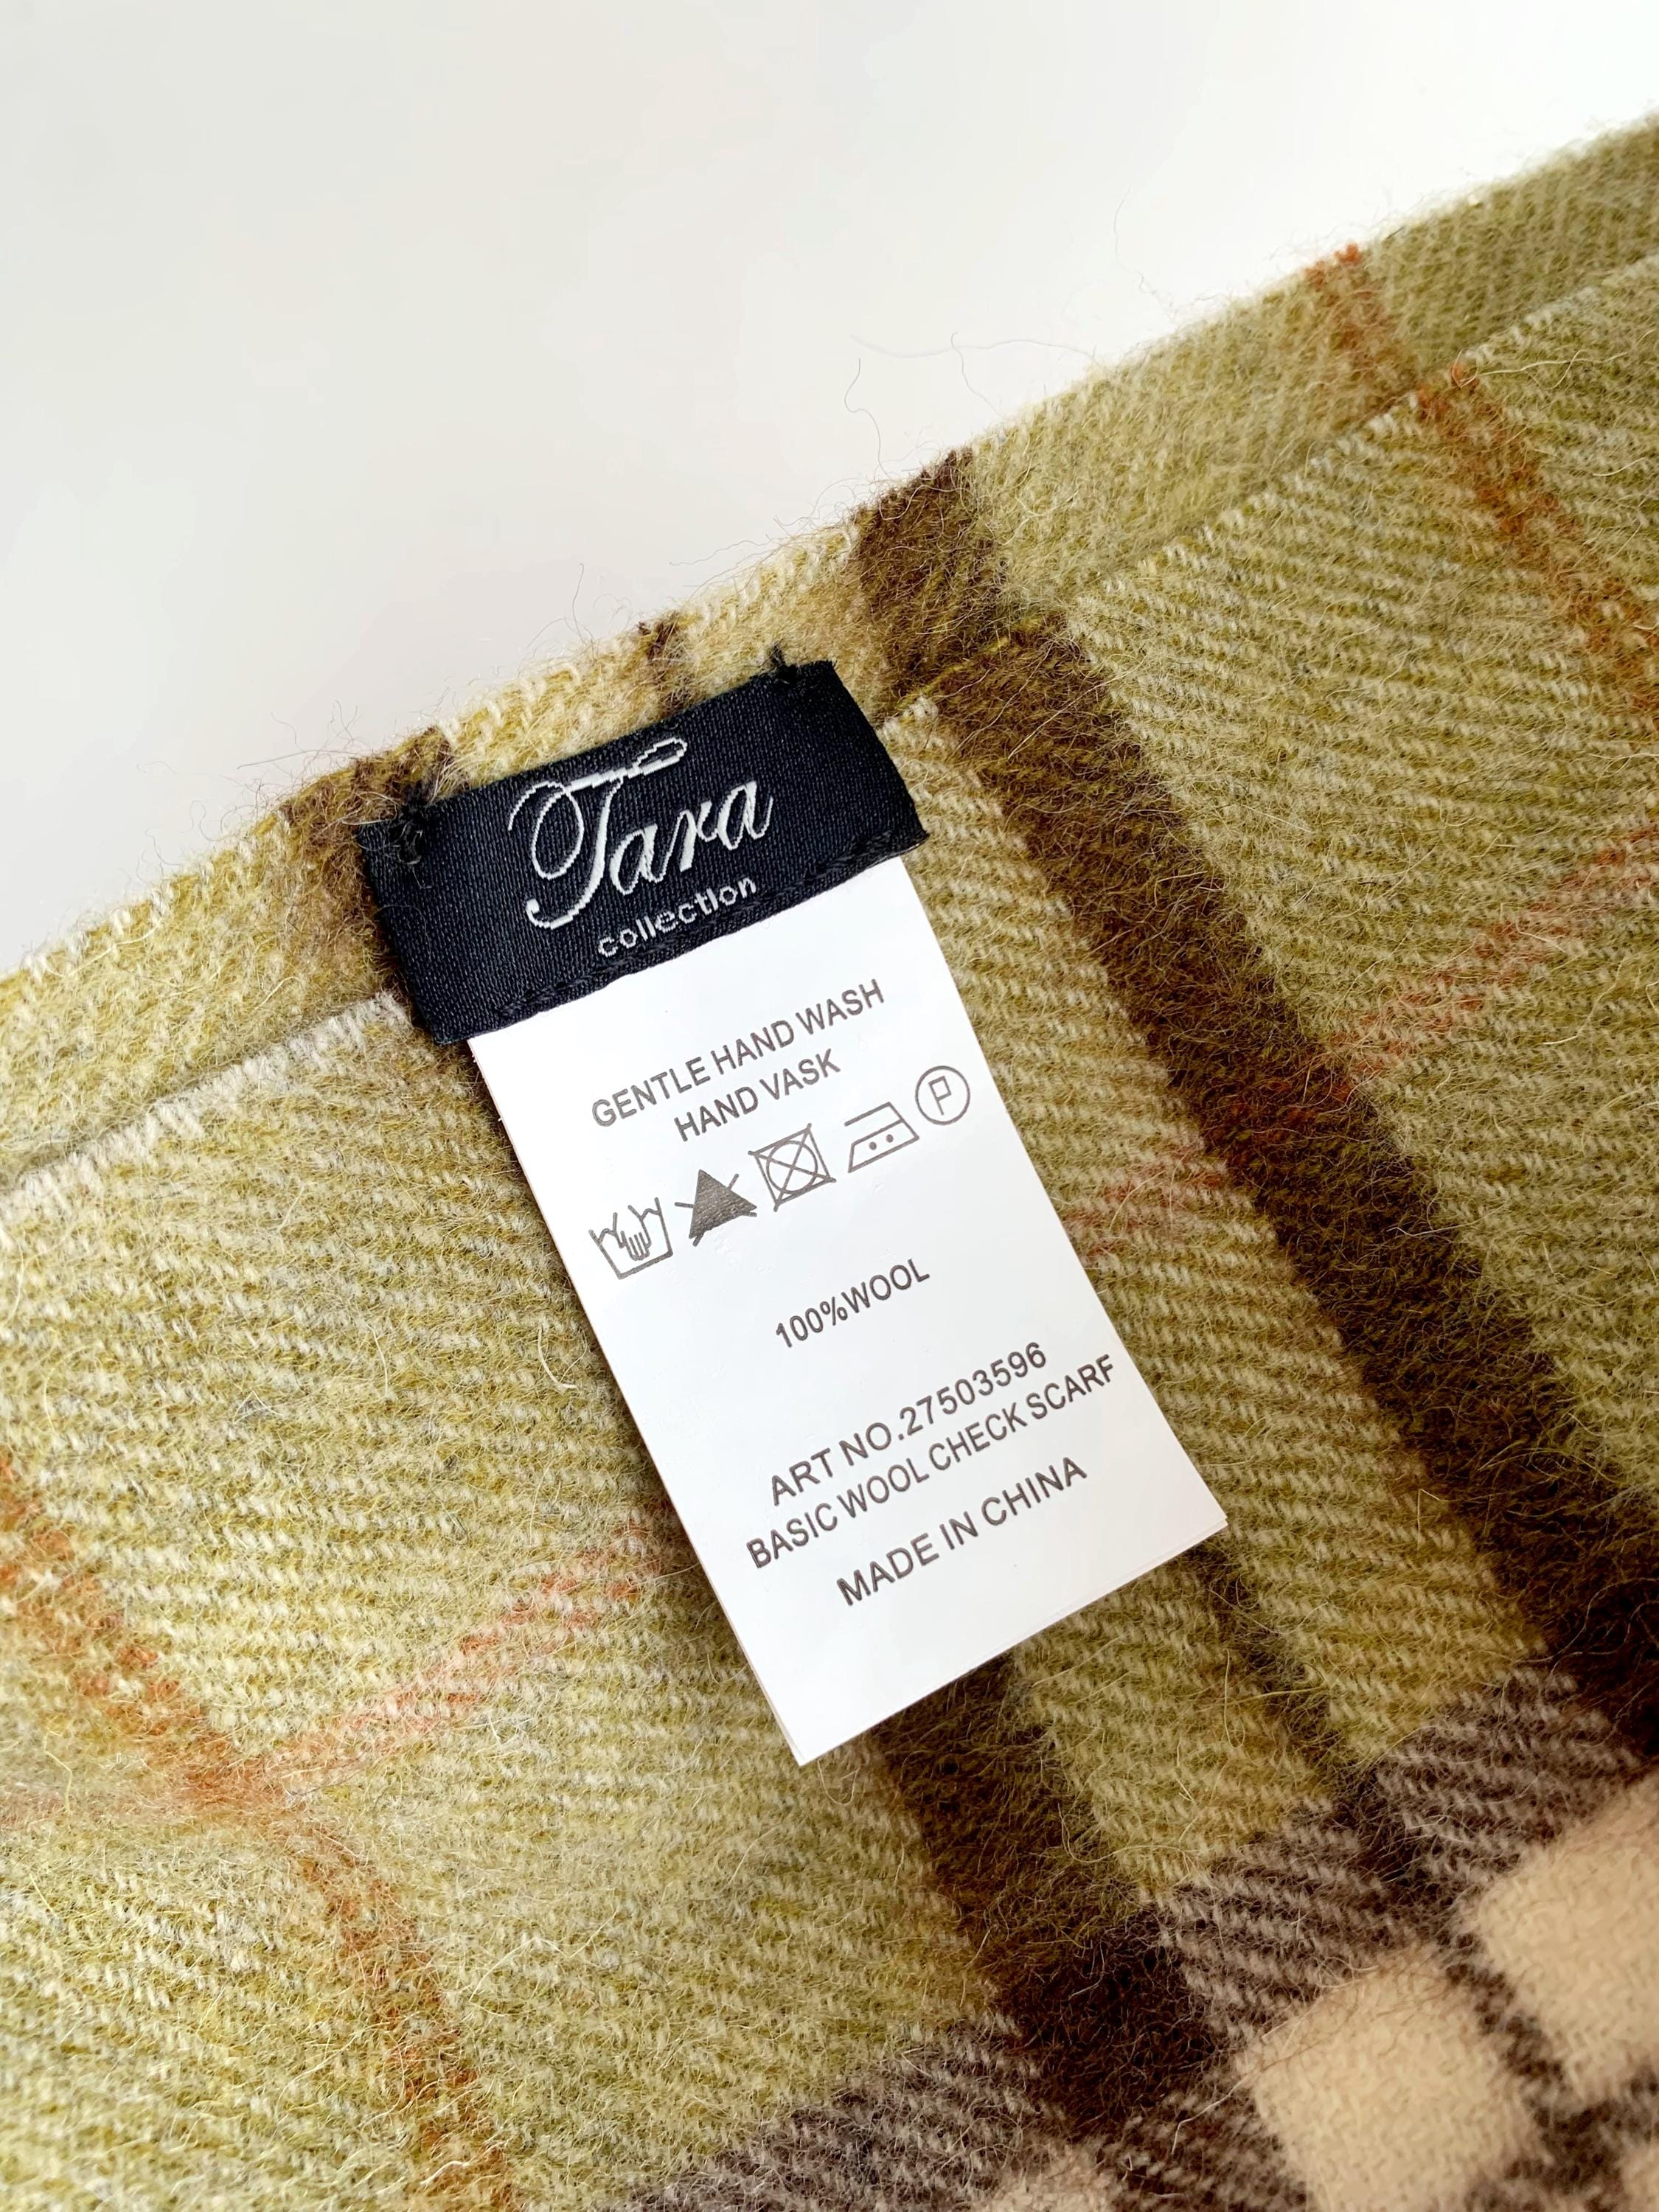 Tara
collection
GENTLE HAND WASH
HAND VASK
P
100%WOOL
ART NO.27503596
BASIC WOOL CHECK SCARF
MADE IN CHINA